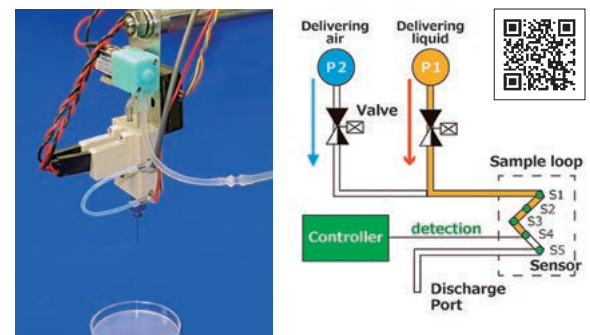 Delivering
air
Delivering
liquid
P2
P1
Valve
Sample loop
S1
S2
S3
S4
S5
Controller
detection
Sensor
Discharge
Port